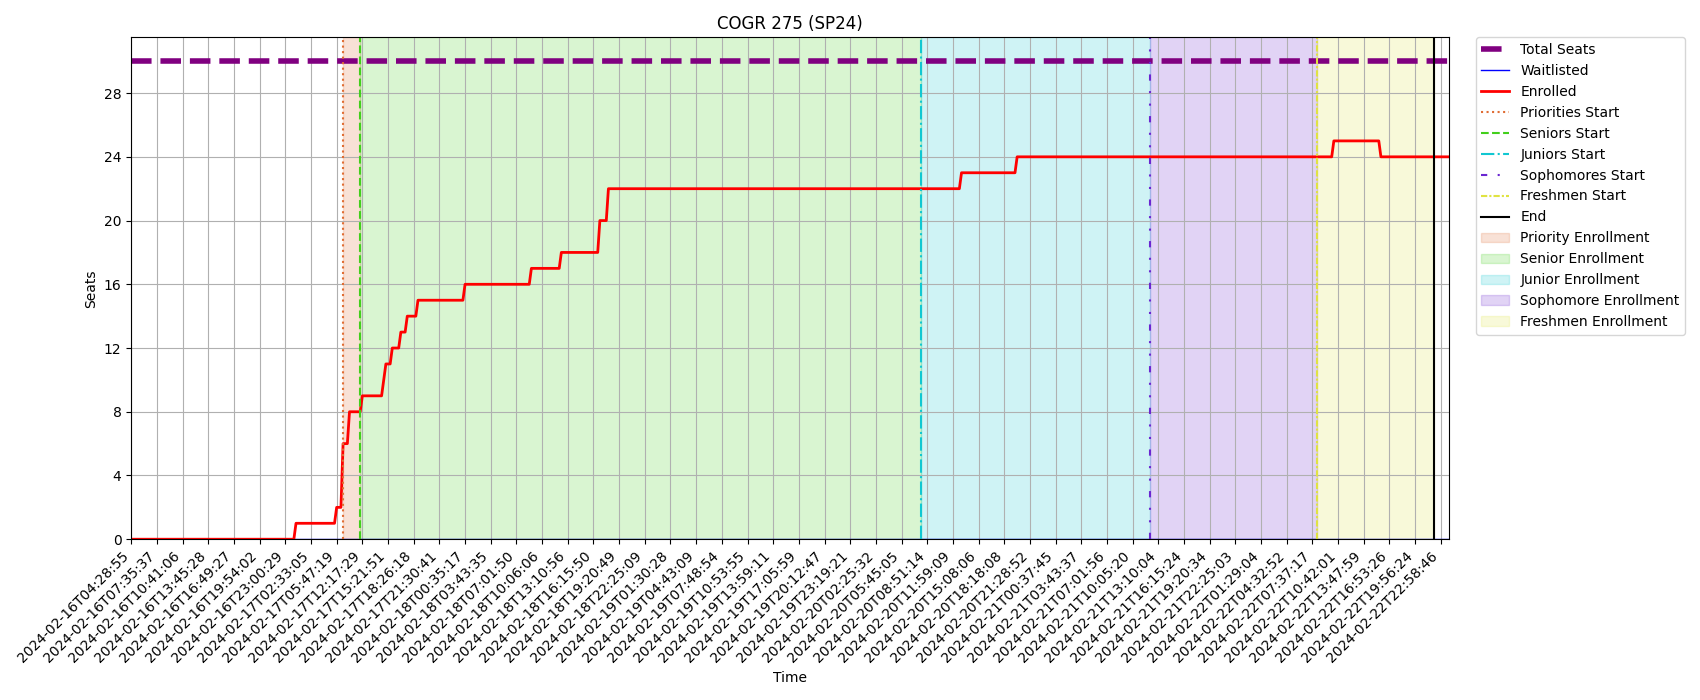 COGR 275 (SP24)
Seats
28
24
20
16
12
8
4
0
2024-02-16T04:28:55
2024-02-16T07:35:37
2024-02-16T10:41:06
2024-02-16T13:45:28
2024-02-16T16:49:27
2024-02-16T19:54:02
2024-02-16T23:00:29
2024-02-17T02:33:05
2024-02-17T05:47:19
2024-02-17T12:17:29
2024-02-17T15:21:51
2024-02-17T18:26:18
2024-02-17T21:30:41
2024-02-18T00:35:17
2024-02-18T03:43:35
2024-02-18T07:01:50
2024-02-18T10:06:06
2024-02-18T13:10:56
2024-02-18T16:15:50
2024-02-18T19:20:49
2024-02-18T22:25:09
2024-02-19T01:30:28
2024-02-19T04:43:09
2024-02-19T07:48:54
2024-02-19T10:53:55
2024-02-19T13:59:11
2024-02-19T17:05:59
2024-02-19T20:12:47
2024-02-19T23:19:21
2024-02-20T02:25:32
2024-02-20T05:45:05
2024-02-20T08:51:14
2024-02-20T11:59:09
2024-02-20T15:08:06
2024-02-20T18:18:08
2024-02-20T21:28:52
2024-02-21T00:37:45
2024-02-21T03:43:37
2024-02-21T07:01:56
2024-02-21T10:05:20
2024-02-21T13:10:04
2024-02-21T16:15:24
2024-02-21T19:20:34
2024-02-21T22:25:03
2024-02-22T01:29:04
2024-02-22T04:32:52
2024-02-22T07:37:17
2024-02-22T10:42:01
2024-02-22T13:47:59
2024-02-22T16:53:26
2024-02-22T19:56:24
2024-02-22T22:58:46
Time
Total Seats
Waitlisted
Enrolled
Priorities Start
Seniors Start
Juniors Start
Sophomores Start
Freshmen Start
End
Priority Enrollment
Senior Enrollment
Junior Enrollment
Sophomore Enrollment
Freshmen Enrollment